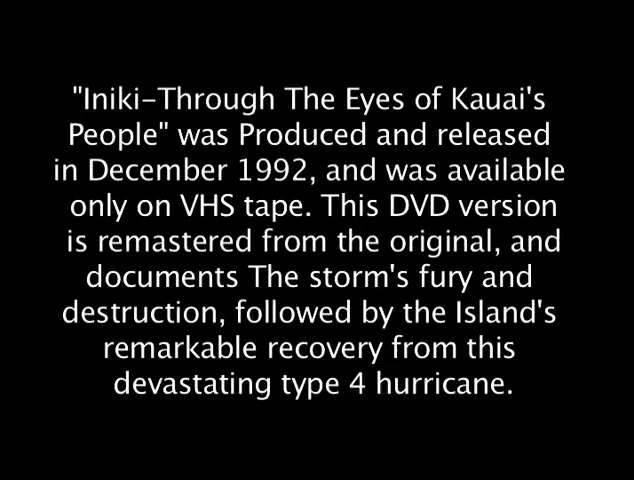 "Iniki-Through The Eyes of Kauai's
People" was Produced and released
in December 1992, and was available
only on VHS tape. This DVD version
is remastered from the original, and
documents The storm's fury and
destruction, followed by the Island's
remarkable recovery from this
devastating type 4 hurricane.